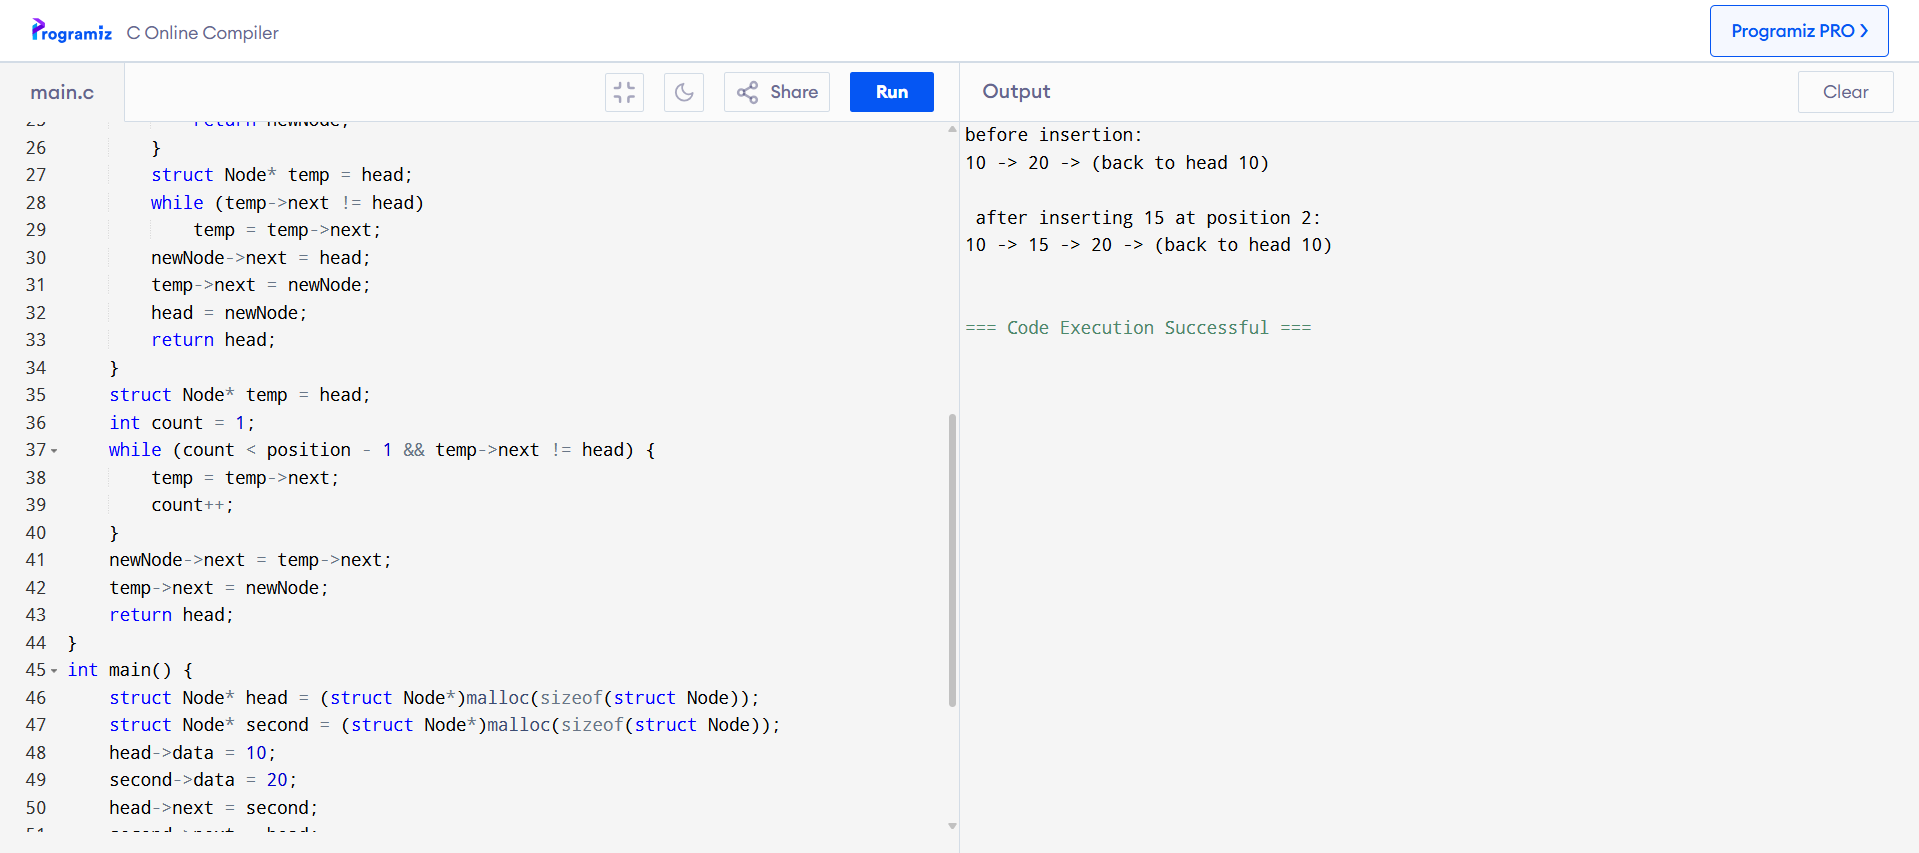 Programiz C Online Compiler
Programiz PRO
main.c
Share
Run
Output
Clear
return newNode;
26 }
27 struct Node* temp = head;
28 while (temp->next != head)
29 temp = temp->next;
30 newNode->next = head;
31 temp->next = newNode;
32 head = newNode;
33 return head;
34 }
35 struct Node* temp = head;
36 int count = 1;
37 while (count < position - 1 && temp->next != head) {
38 temp = temp->next;
39 count++;
40 }
41 newNode->next = temp->next;
42 temp->next = newNode;
43 return head;
44 }
45 int main() {
46 struct Node* head = (struct Node*)malloc(sizeof(struct Node));
47 struct Node* second = (struct Node*)malloc(sizeof(struct Node));
48 head->data = 10;
49 second->data = 20;
50 head->next = second;
before insertion:
10 -> 20 -> (back to head 10)
after inserting 15 at position 2:
10 -> 15 -> 20 -> (back to head 10)
=== Code Execution Successful ===